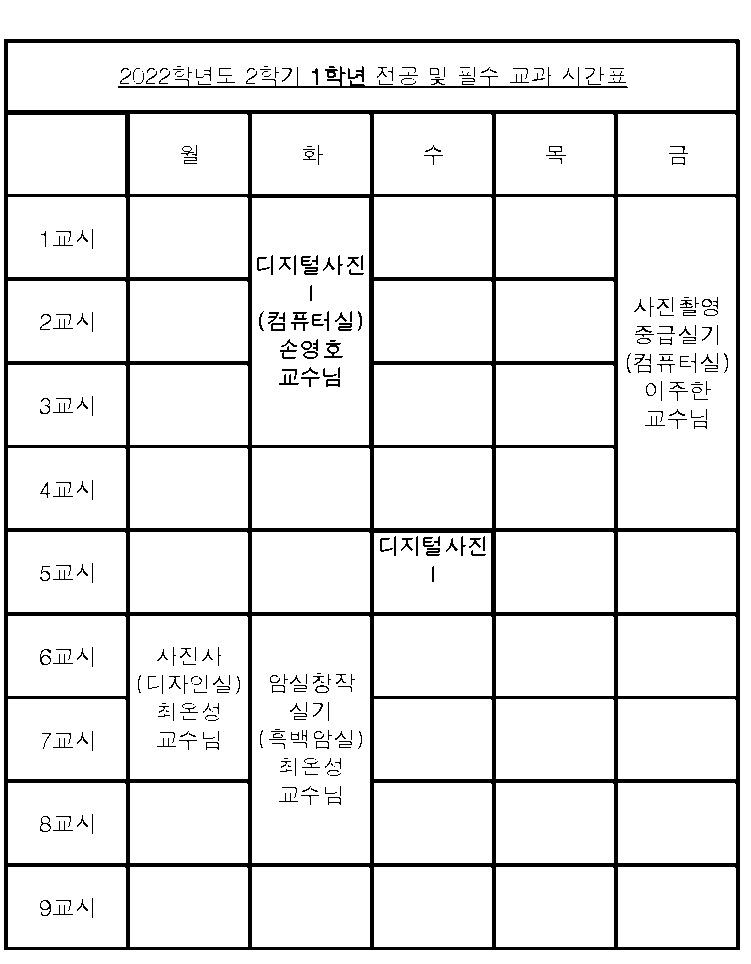 2022학년도 2학기 1학년 전공 및 필수 교과 시간표
월 화 수 목 금
1교시
2교시
3교시
4교시
5교시
6교시
7교시
8교시
9교시
사진사
(디자인실)
최온성
교수님
디지털사진
I
(컴퓨터실)
손영호
교수님
암실창작
실기
(흑백암실)
최온성
교수님
디지털사진
I
사진촬영
중급실기
(컴퓨터실)
이주한
교수님